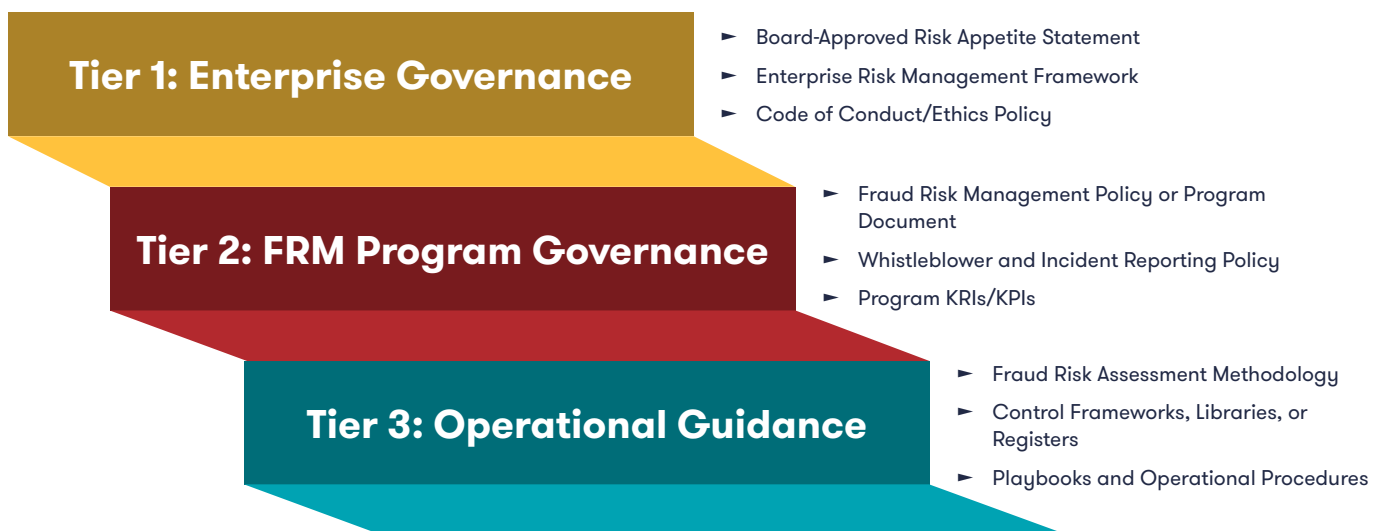 Tier 1: Enterprise Governance
► Board-Approved Risk Appetite Statement
► Enterprise Risk Management Framework
► Code of Conduct/Ethics Policy
Tier 2: FRM Program Governance
► Fraud Risk Management Policy or Program
Document
► Whistleblower and Incident Reporting Policy
► Program KRIs/KPIs
Tier 3: Operational Guidance
► Fraud Risk Assessment Methodology
► Control Frameworks, Libraries, or
Registers
► Playbooks and Operational Procedures